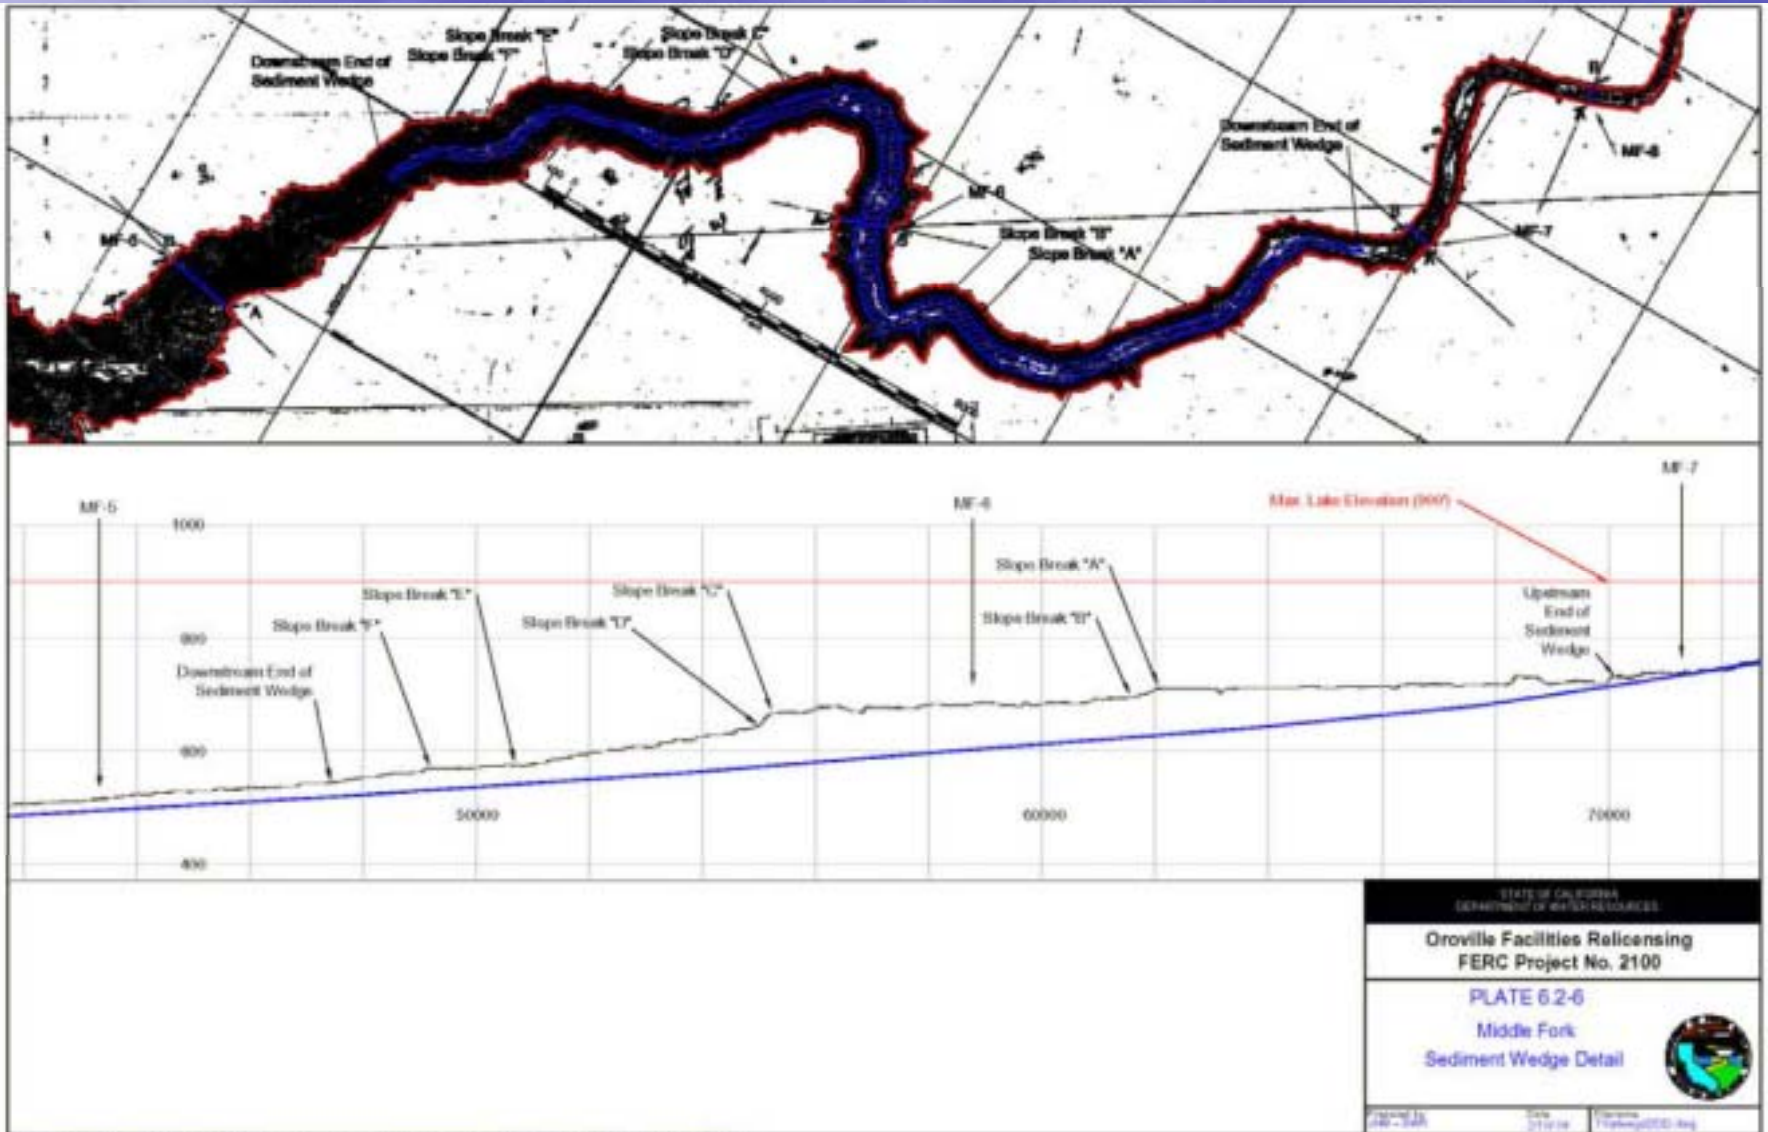 Slope Break "E"
Slope Break "F"
Downstream End of
Sediment Wedge
Slope Break C"
Slope Break "D"
MF-5
B
A
MF-6
Slope Break "B"
Slope Break "A"
Downstream End of
Sediment Wedge
MF-8
MF-7
MF-5
MF-6
MF-7
Max. Lake Elevation (900')
1000
800
600
400
Slope Break "A"
Slope Break "B"
Slope Break "C"
Slope Break "D"
Slope Break "E"
Slope Break "F"
Downstream End of
Sediment Wedge
Upstream
End of
Sediment
Wedge
50000
60000
70000
STATE OF CALIFORNIA
DEPARTMENT OF WATER RESOURCES
Oroville Facilities Relicensing
FERC Project No. 2100
PLATE 6.2-6
Middle Fork
Sediment Wedge Detail
Prepared by
Date
Filename